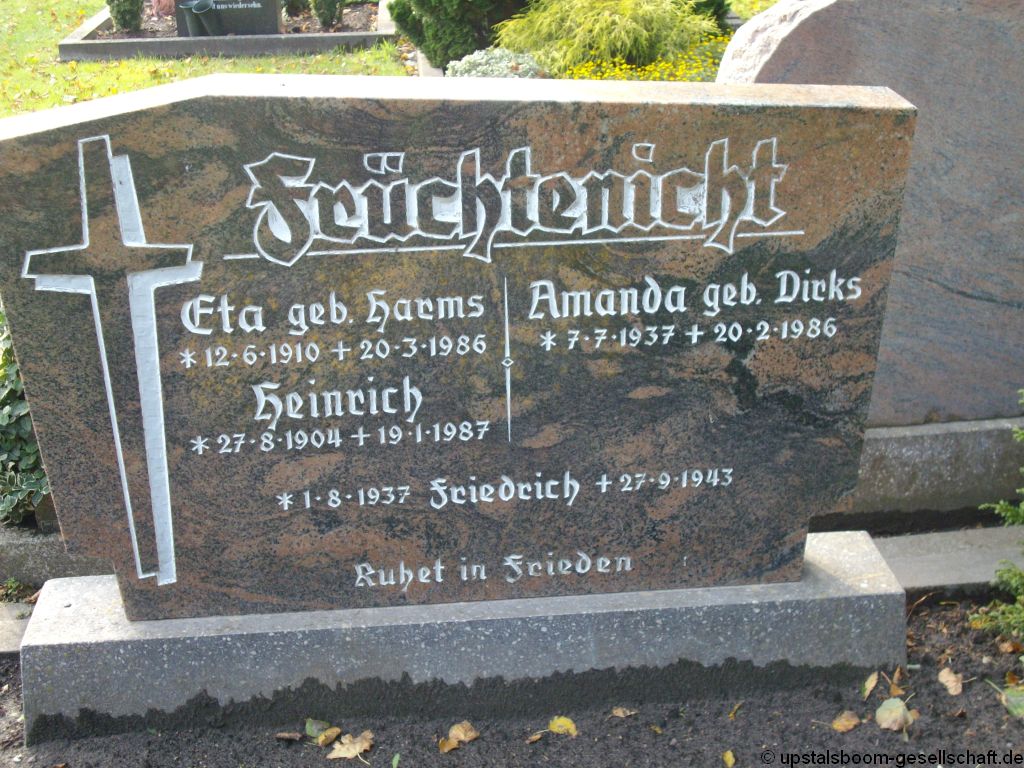 t uns wiedersehn.
Früchtenicht
Eta geb. Harms
* 12·6·1910 + 20·3·1986
Heinrich
* 27·8·1904 + 19·1·1987
Amanda geb. Dirks
* 7·7·1937 + 20·2·1986
* 1·8·1937 Friedrich + 27·9·1943
Ruhet in Frieden
© upstalsboom-gesellschaft.de